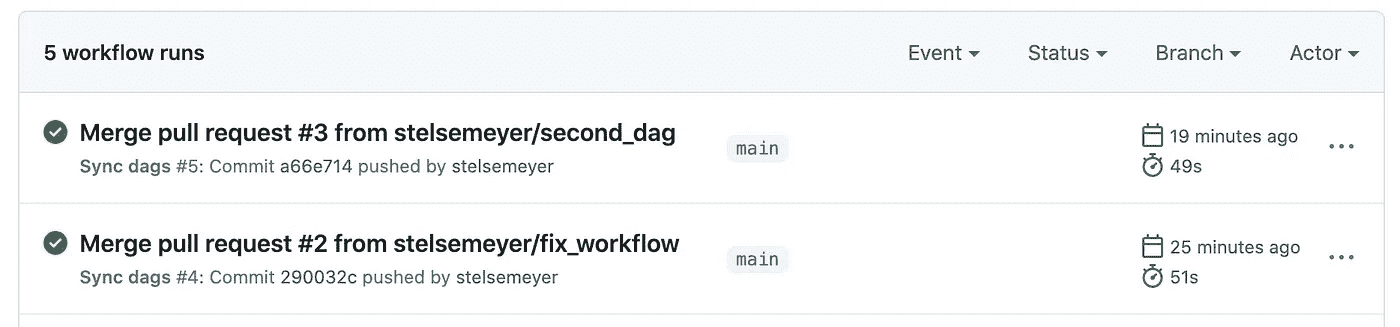 5 workflow runs Event Status Branch Actor
Merge pull request #3 from stelsemeyer/second_dag main 19 minutes ago
Sync dags #5: Commit a66e714 pushed by stelsemeyer 49s
Merge pull request #2 from stelsemeyer/fix_workflow main 25 minutes ago
Sync dags #4: Commit 290032c pushed by stelsemeyer 51s